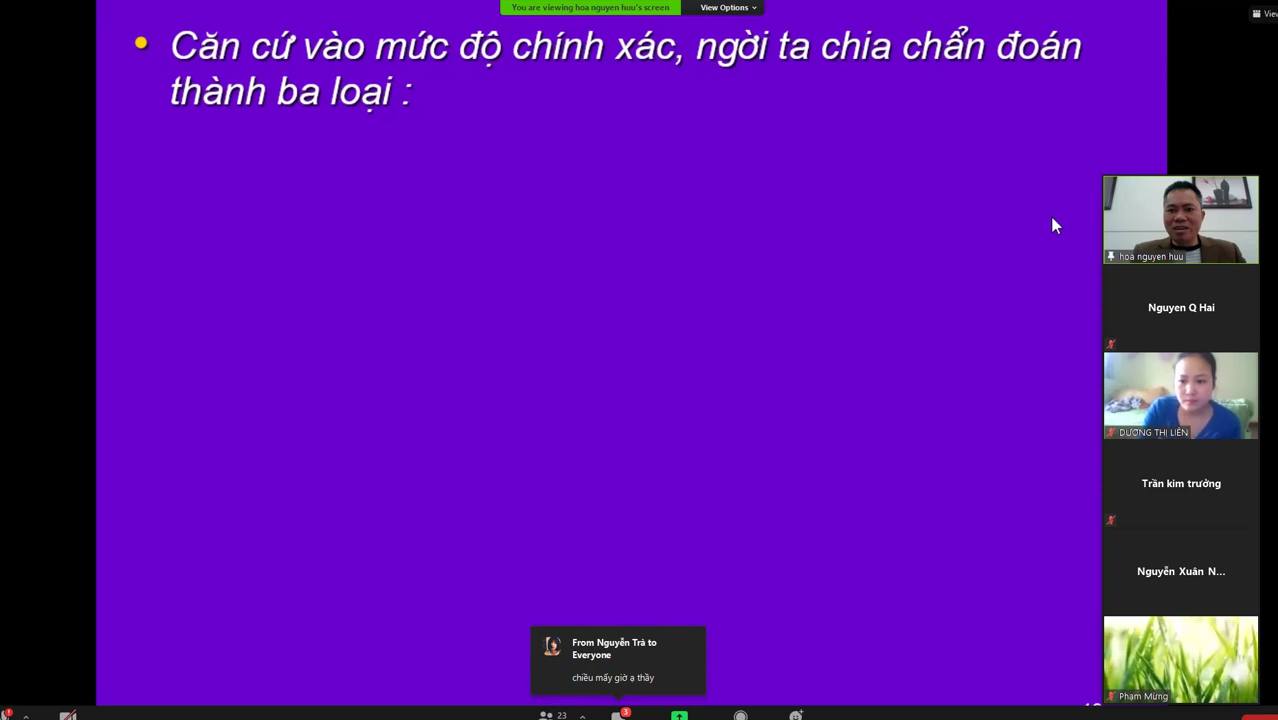 You are viewing hoa nguyen huu's screen
View Options
• Căn cứ vào mức độ chính xác, ngời ta chia chẩn đoán
thành ba loại :
hoa nguyen huu
Nguyen Q Hai
DƯƠNG THỊ LIÊN
Trần kim trưởng
Nguyễn Xuân N...
Phạm Mừng
From Nguyễn Trà to
Everyone
chiều mấy giờ ạ thầy
23
3